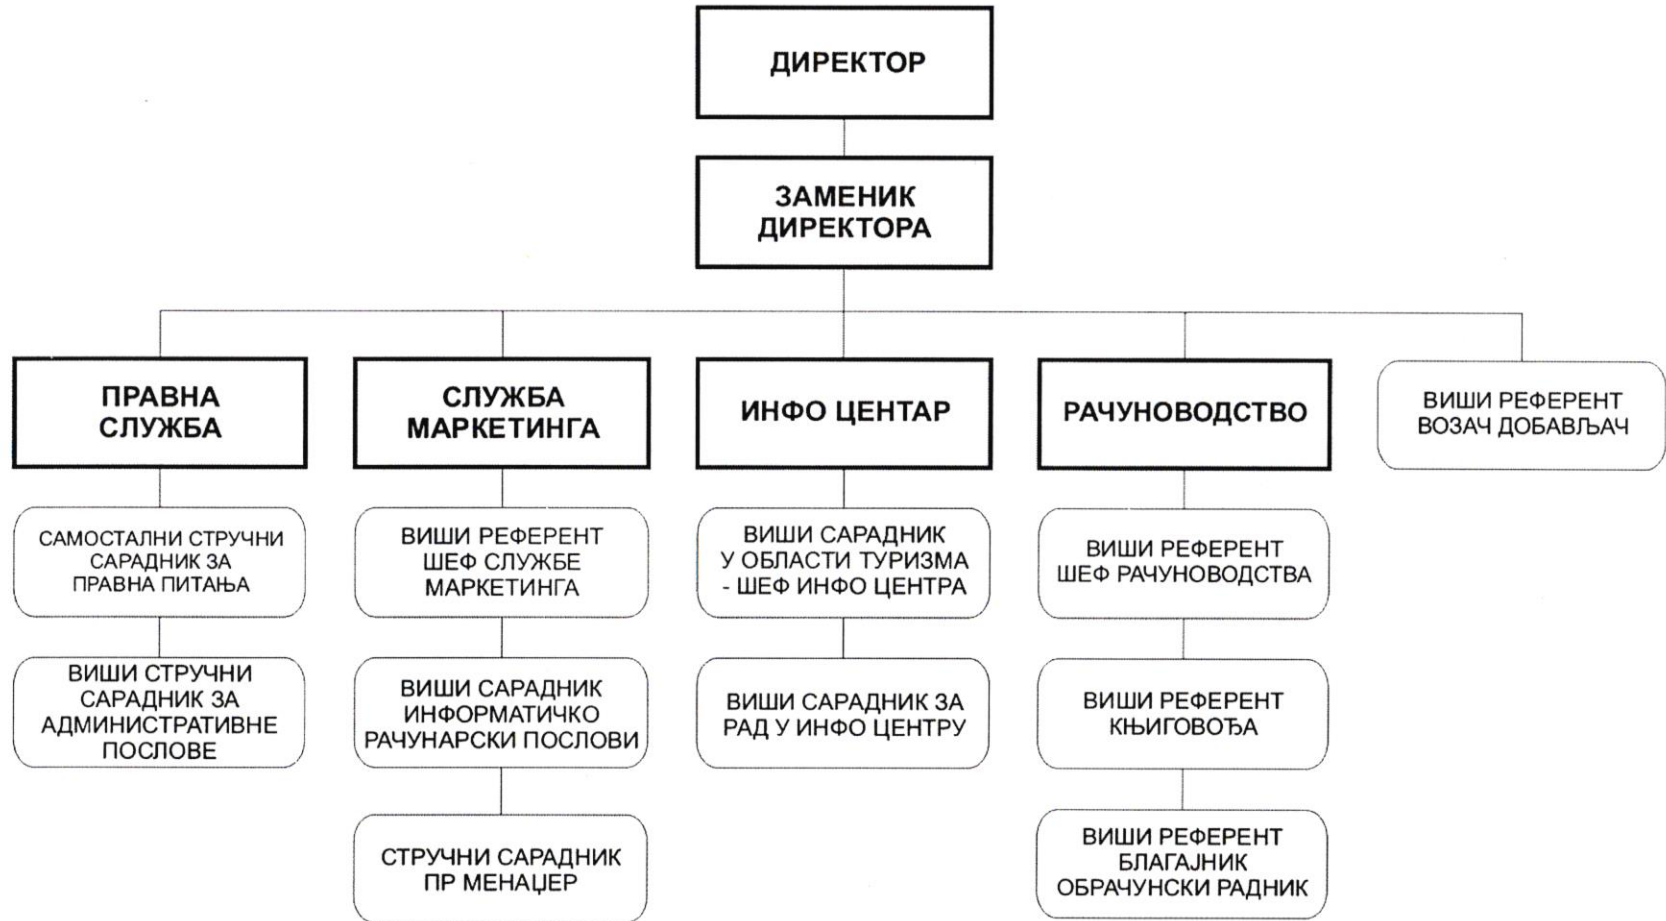 ДИРЕКТОР
ЗАМЕНИК
ДИРЕКТОРА
ПРАВНА
СЛУЖБА
СЛУЖБА
МАРКЕТИНГА
ИНФО ЦЕНТАР
РАЧУНОВОДСТВО
ВИШИ РЕФЕРЕНТ
ВОЗАЧ ДОБАВЉАЧ
САМОСТАЛНИ СТРУЧНИ
САРАДНИК ЗА
ПРАВНА ПИТАЊА
ВИШИ РЕФЕРЕНТ
ШЕФ СЛУЖБЕ
МАРКЕТИНГА
ВИШИ САРАДНИК
У ОБЛАСТИ ТУРИЗМА
- ШЕФ ИНФО ЦЕНТРА
ВИШИ РЕФЕРЕНТ
ШЕФ РАЧУНОВОДСТВА
ВИШИ СТРУЧНИ
САРАДНИК ЗА
АДМИНИСТРАТИВНЕ
ПОСЛОВЕ
ВИШИ САРАДНИК
ИНФОРМАТИЧКО
РАЧУНАРСКИ ПОСЛОВИ
ВИШИ САРАДНИК ЗА
РАД У ИНФО ЦЕНТРУ
ВИШИ РЕФЕРЕНТ
КЊИГОВОЂА
СТРУЧНИ САРАДНИК
ПР МЕНАЏЕР
ВИШИ РЕФЕРЕНТ
БЛАГАЈНИК
ОБРАЧУНСКИ РАДНИК